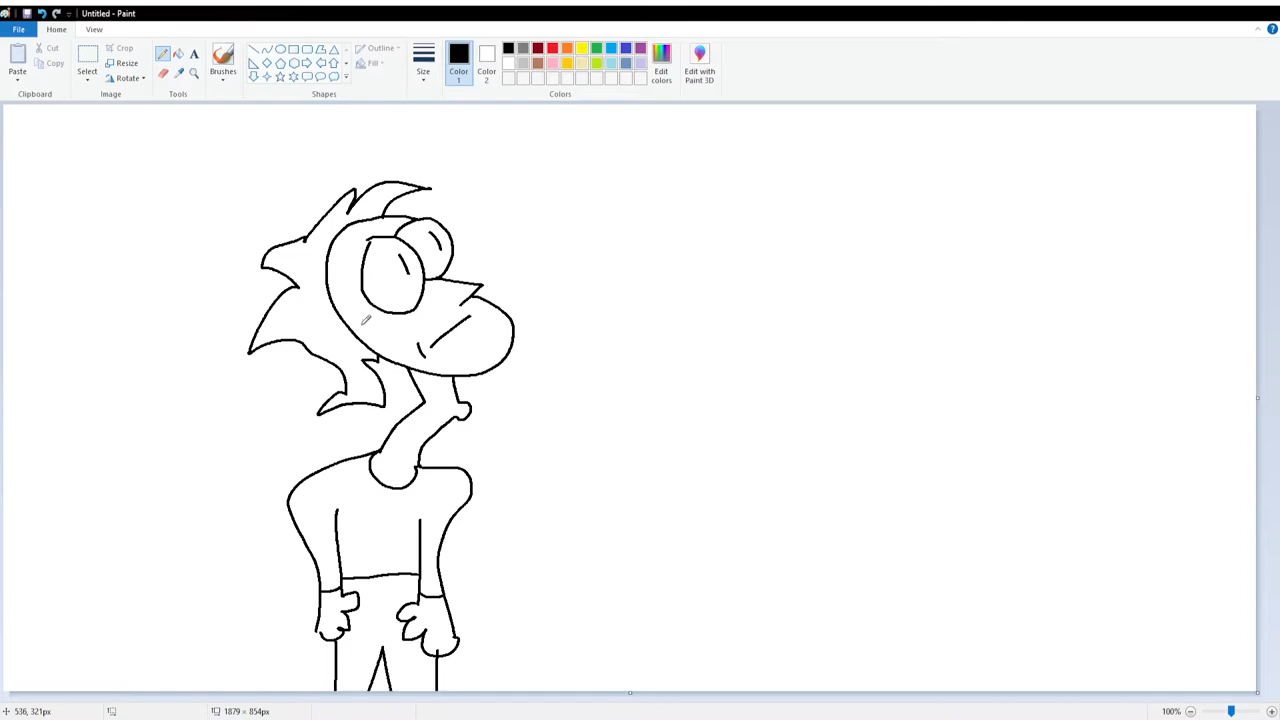 Untitled - Paint
File Home View
Paste
Cut
Copy
Clipboard
Select
Crop
Resize
Rotate
Image
A
Tools
Brushes
Outline
Fill
Shapes
Size
Color 1
Color 2
Edit colors
Colors
Edit with Paint 3D
536, 321px
1879 × 854px
100%